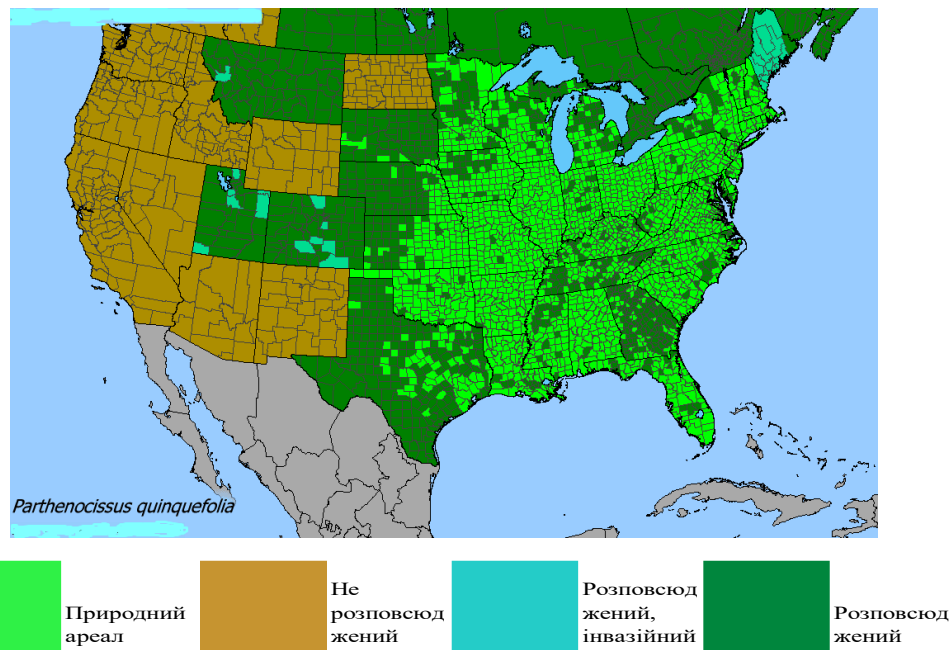 Parthenocissus quinquefolia
Природний
ареал
Не
розповсюд
жений
Розповсюд
жений,
інвазійний
Розповсюд
жений